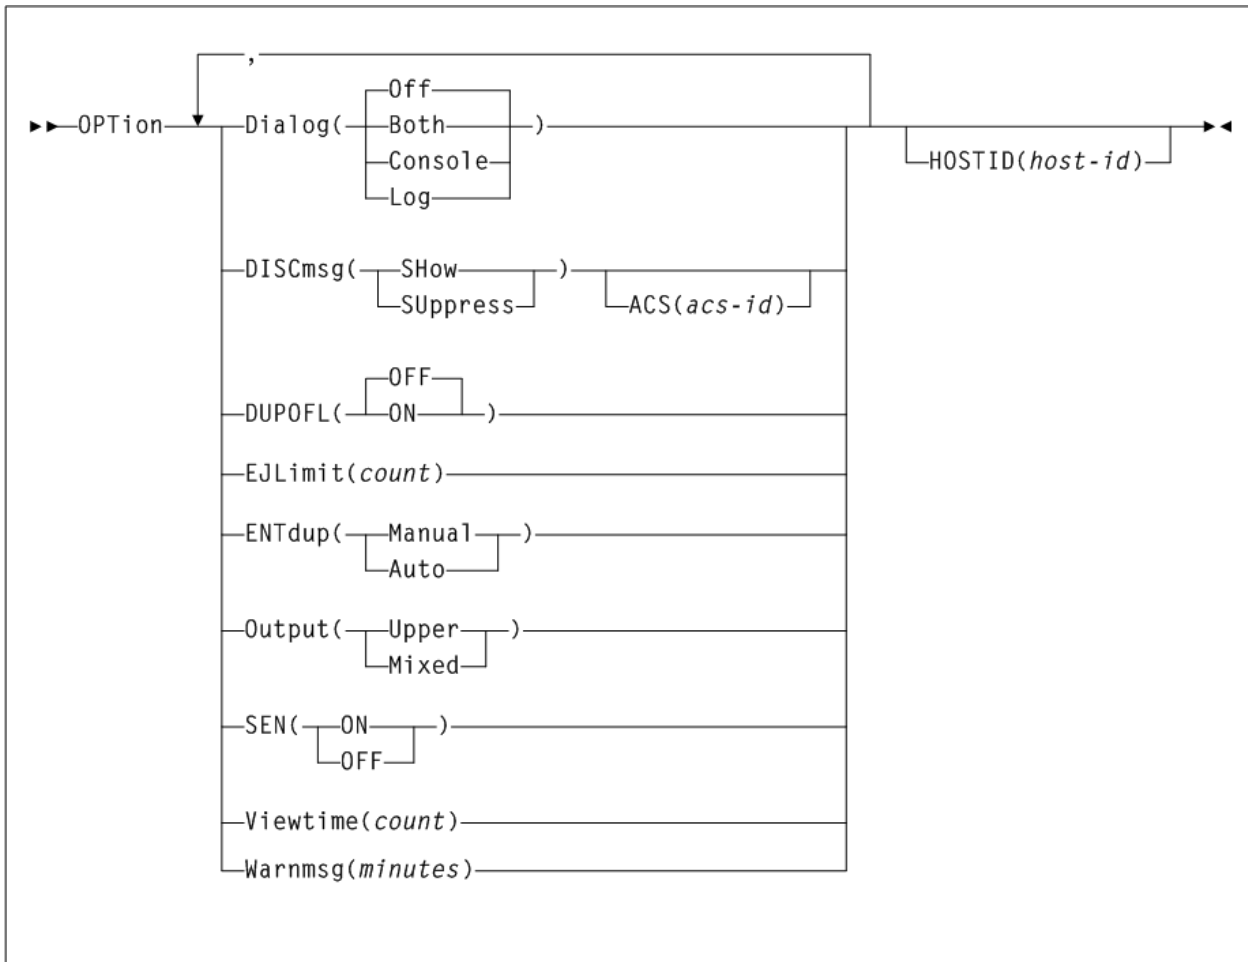 ,
Off
OPTion Dialog( Both )
Console HOSTID(host-id)
Log
DISCmsg( SHow )
SUppress ACS(acs-id)
OFF
DUPOFL( ON )
EJLimit(count)
ENTdup( Manual )
Auto
Output( Upper )
Mixed
SEN( ON )
OFF
Viewtime(count)
Warnmsg(minutes)